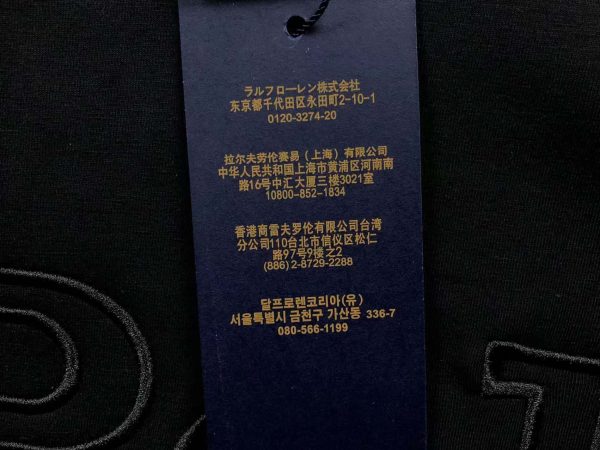 ラルフローレン株式会社
东京都千代田区永田町2-10-1
0120-3274-20
拉尔夫劳伦赛易(上海)有限公司
中华人民共和国上海市黄浦区河南南
路16号中汇大厦三楼3021室
10800-852-1834
香港商雷夫罗伦有限公司台湾
分公司110台北市信仪区松仁
路97号9楼之2
(886)2-8729-2288
달프로렌코리아(유)
서울특별시 금천구 가산동 336-7
080-566-1199